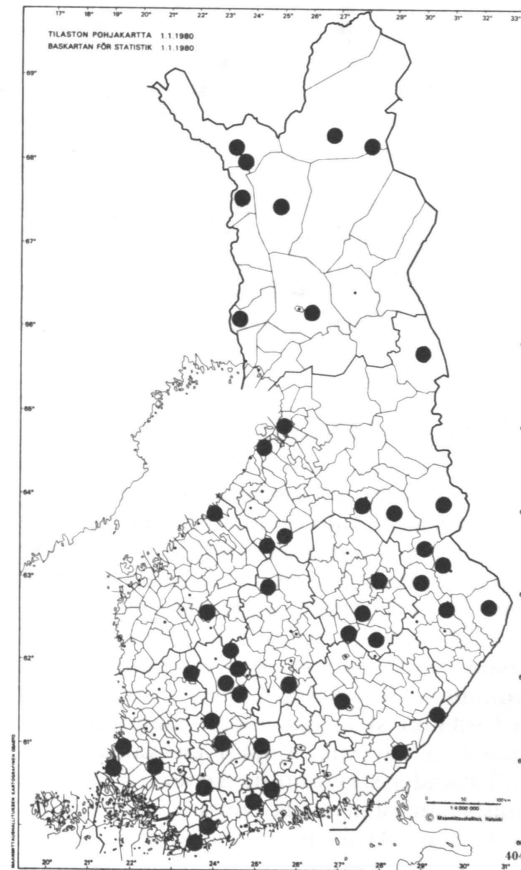 17° 18° 19° 20° 21° 22° 23° 24° 25° 26° 27° 28° 29° 30° 31° 32° 33°
TILASTON POHJAKARTTA 1.1.1980
BASKARTAN FÖR STATISTIK 1.1.1980
69°
68°
67°
66°
65°
64°
63°
62°
61°
1:4 000 000
© Maanmittaushallitus, Helsinki
20° 21° 22° 23° 24° 25° 26° 27° 28° 29°
404